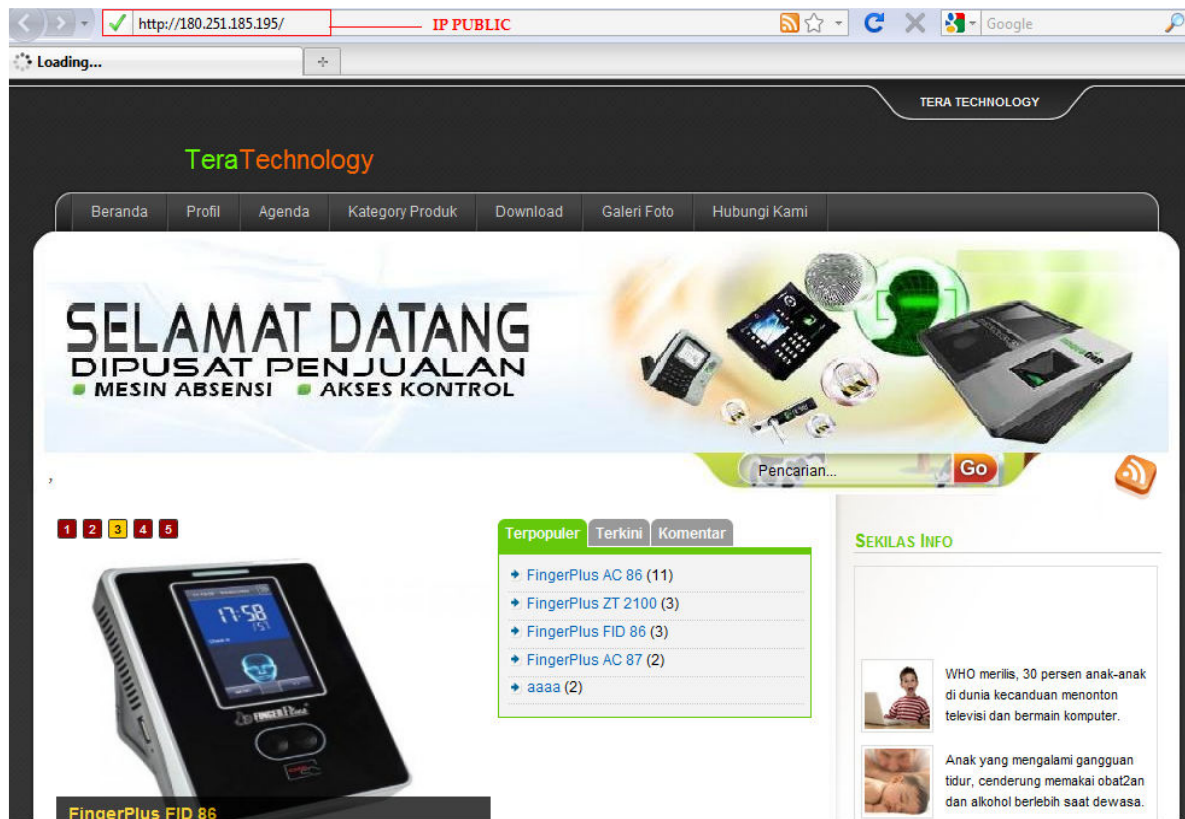 http://180.251.185.195/
IP PUBLIC
Google
Loading...
TERA TECHNOLOGY
TeraTechnology
Beranda Profil Agenda Kategory Produk Download Galeri Foto Hubungi Kami
SELAMAT DATANG
DIPUSAT PENJUALAN
MESIN ABSENSI AKSES KONTROL
Pencarian...
Go
,
1 2 3 4 5
17:58
FINGERPLUS
FingerPlus FID 86
Terpopuler Terkini Komentar
FingerPlus AC 86 (11)
FingerPlus ZT 2100 (3)
FingerPlus FID 86 (3)
FingerPlus AC 87 (2)
aaaa (2)
SEKILAS INFO
WHO merilis, 30 persen anak-anak
di dunia kecanduan menonton
televisi dan bermain komputer.
Anak yang mengalami gangguan
tidur, cenderung memakai obat2an
dan alkohol berlebih saat dewasa.